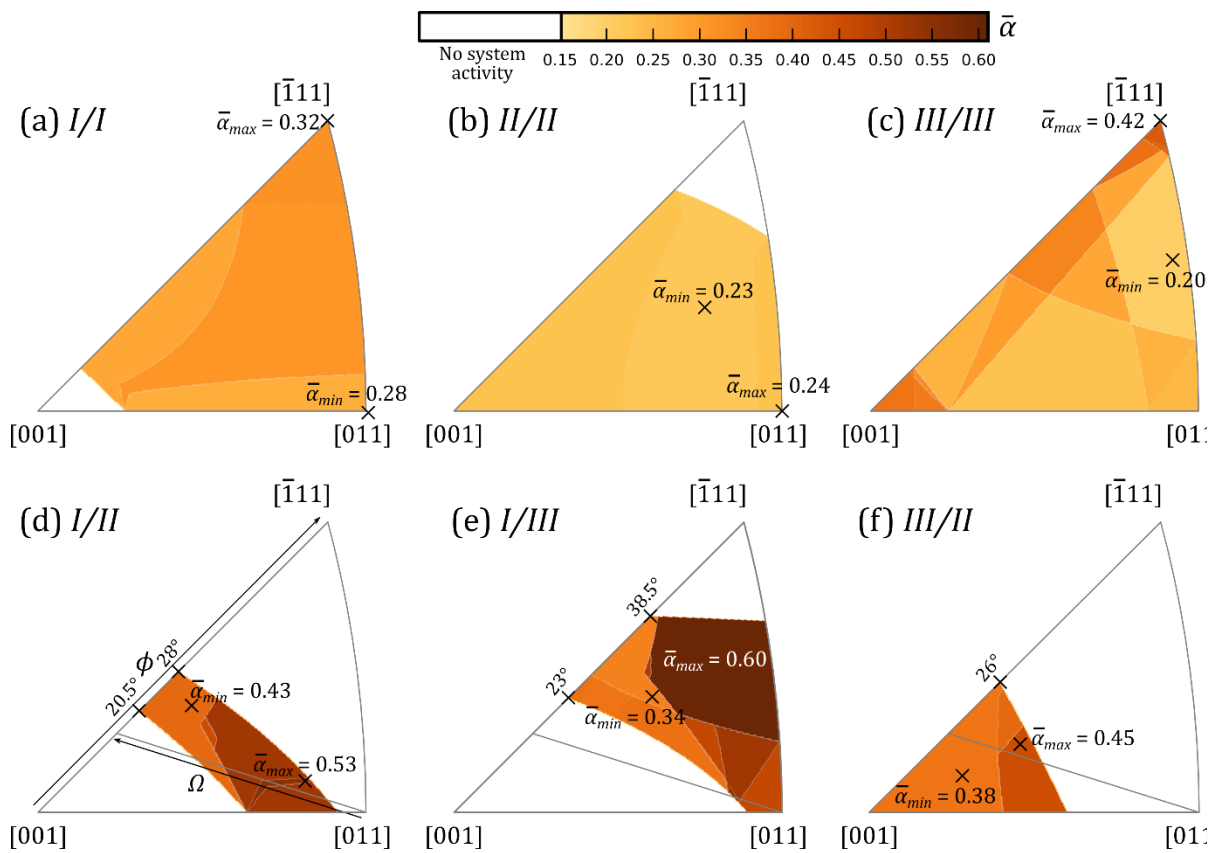 ᾱ
No system
activity
0.15 0.20 0.25 0.30 0.35 0.40 0.45 0.50 0.55 0.60
(a) I/I
[1̄11]
ᾱmax = 0.32
ᾱmin = 0.28
[001] [011]
(b) II/II
[1̄11]
ᾱmin = 0.23
ᾱmax = 0.24
[001] [011]
(c) III/III
[1̄11]
ᾱmax = 0.42
ᾱmin = 0.20
[001] [011
(d) I/II
[1̄11]
ϕ
28°
20.5°
ᾱmin = 0.43
ᾱmax = 0.53
Ω
[001] [011]
(e) I/III
[1̄11]
38.5°
ᾱmax = 0.60
23°
ᾱmin = 0.34
[001] [011]
(f) III/II
[1̄11]
26°
ᾱmax = 0.45
ᾱmin = 0.38
[001] [011